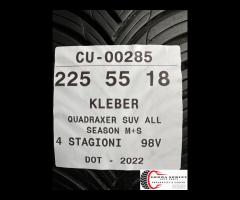 CU-00285
225 55 18
KLEBER
QUADRAXER SUV ALL
SEASON M+S
4 STAGIONI 98V
DOT - 2022